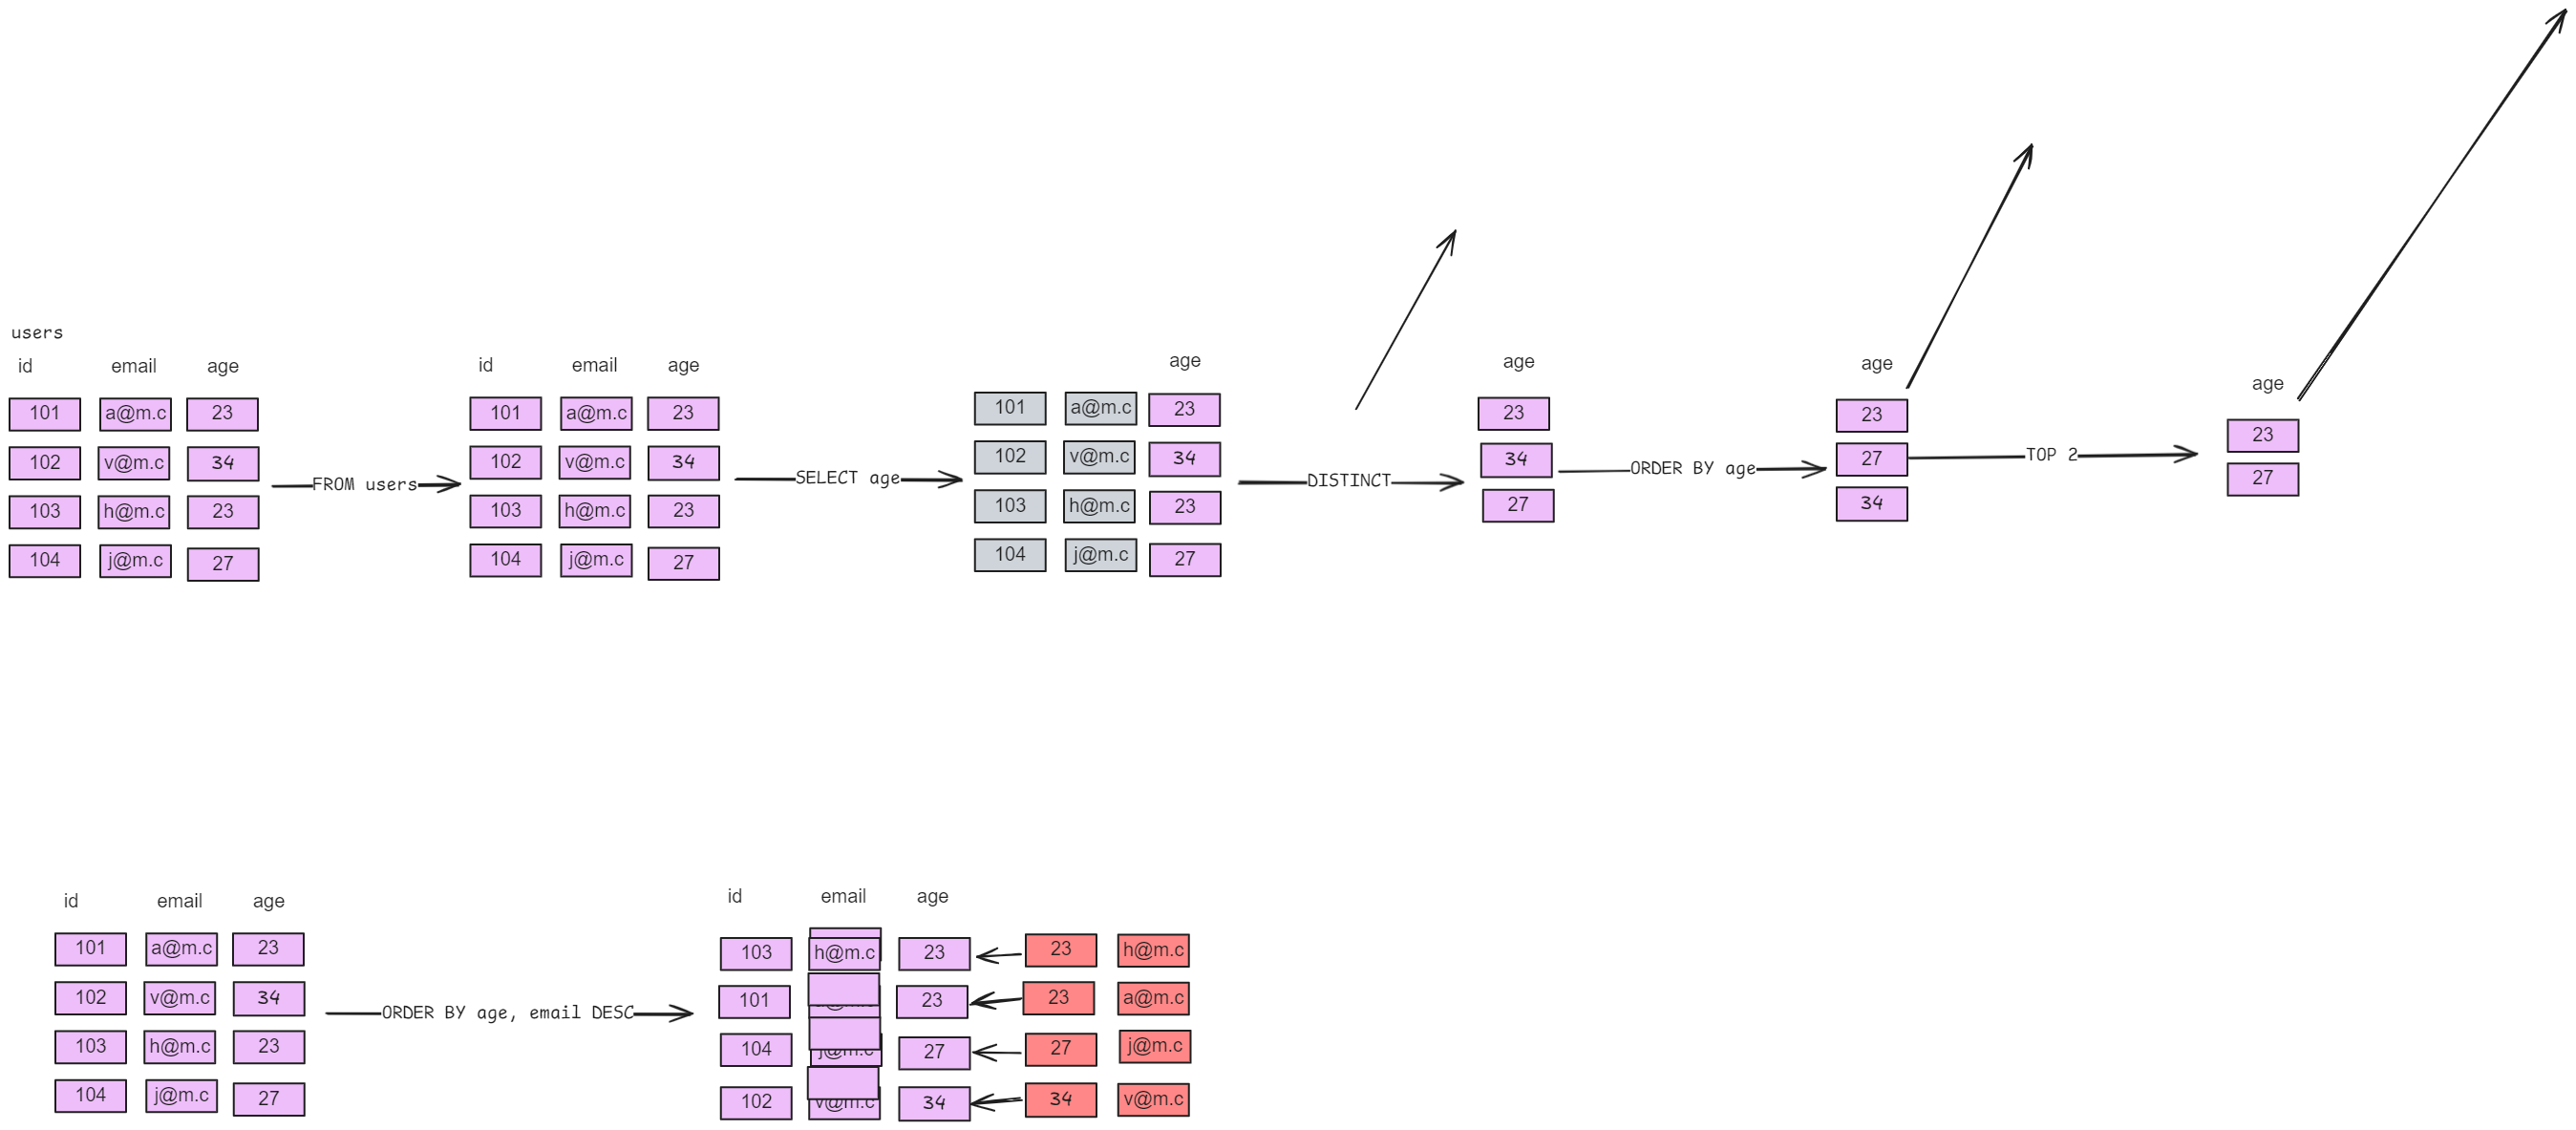 users
id email age
101 a@m.c 23
102 v@m.c 34
103 h@m.c 23
104 j@m.c 27
FROM users
id email age
101 a@m.c 23
102 v@m.c 34
103 h@m.c 23
104 j@m.c 27
SELECT age
age
101 a@m.c 23
102 v@m.c 34
103 h@m.c 23
104 j@m.c 27
DISTINCT
age
23
34
27
ORDER BY age
age
23
27
34
TOP 2
age
23
27
id email age
101 a@m.c 23
102 v@m.c 34
103 h@m.c 23
104 j@m.c 27
ORDER BY age, email DESC
id email age
103 h@m.c 23 23 h@m.c
101 23 23 a@m.c
104 j@m.c 27 27 j@m.c
102 v@m.c 34 34 v@m.c